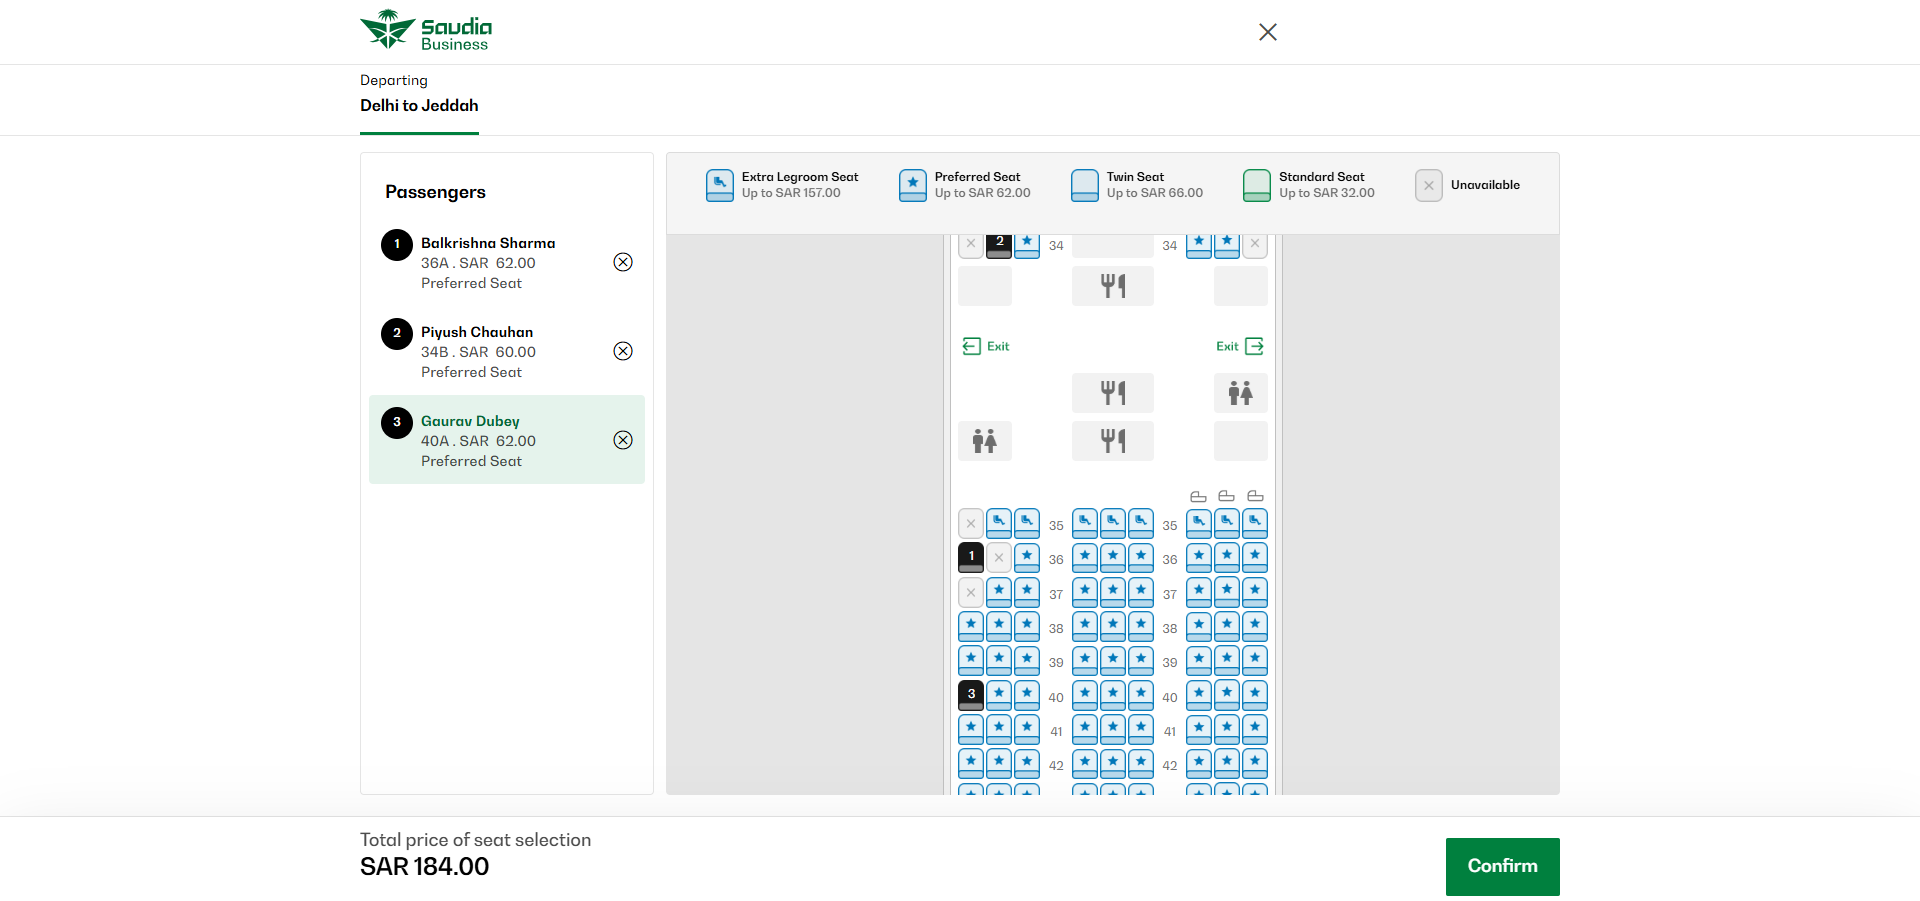 Saudia
Business
Departing
Delhi to Jeddah
Passengers
1
Balkrishna Sharma
36A . SAR 62.00
Preferred Seat
2
Piyush Chauhan
34B . SAR 60.00
Preferred Seat
3
Gaurav Dubey
40A . SAR 62.00
Preferred Seat
Extra Legroom Seat
Up to SAR 157.00
Preferred Seat
Up to SAR 62.00
Twin Seat
Up to SAR 66.00
Standard Seat
Up to SAR 32.00
Unavailable
2 34 34
Exit Exit
35 35
1 36 36
37 37
38 38
39 39
3 40 40
41 41
42 42
Total price of seat selection
SAR 184.00
Confirm